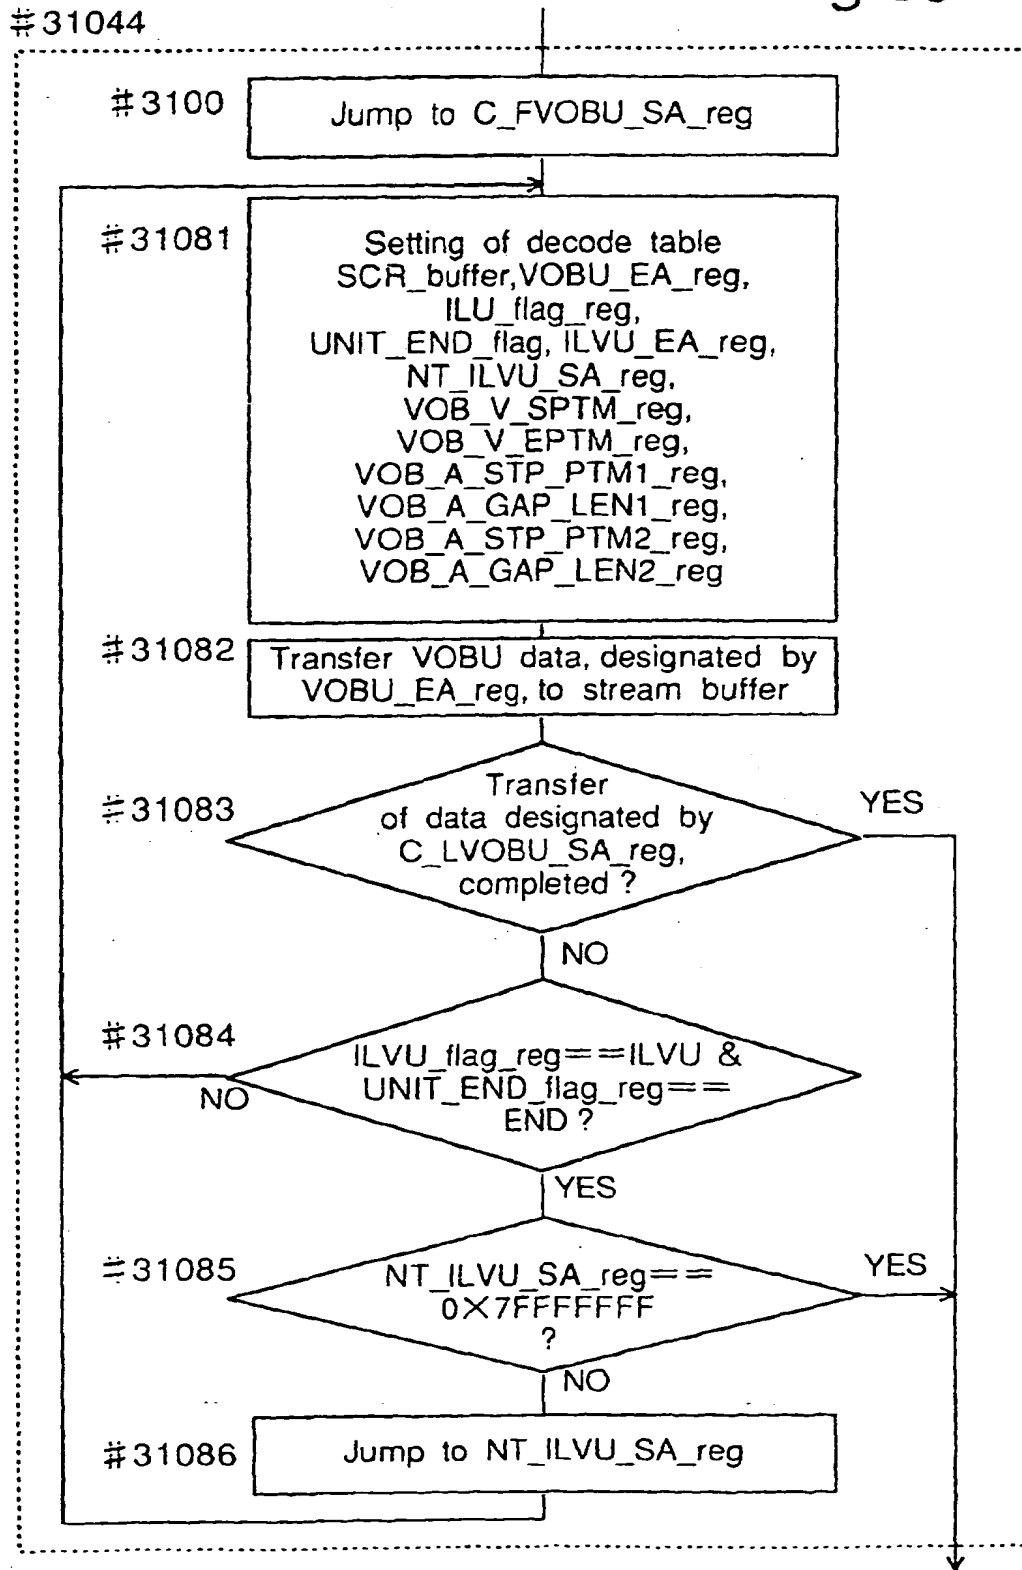 #31044
#3100
Jump to C_FVOBU_SA_reg
#31081
Setting of decode table
SCR_buffer,VOBU_EA_reg,
ILU_flag_reg,
UNIT_END_flag, ILVU_EA_reg,
NT_ILVU_SA_reg,
VOB_V_SPTM_reg,
VOB_V_EPTM_reg,
VOB_A_STP_PTM1_reg,
VOB_A_GAP_LEN1_reg,
VOB_A_STP_PTM2_reg,
VOB_A_GAP_LEN2_reg
#31082
Transfer VOBU data, designated by
VOBU_EA_reg, to stream buffer
#31083
Transfer
of data designated by
C_LVOBU_SA_reg,
completed ?
YES
NO
#31084
ILVU_flag_reg==ILVU &
UNIT_END_flag_reg==
END ?
NO
YES
#31085
NT_ILVU_SA_reg==
0X7FFFFFFF
?
YES
NO
#31086
Jump to NT_ILVU_SA_reg